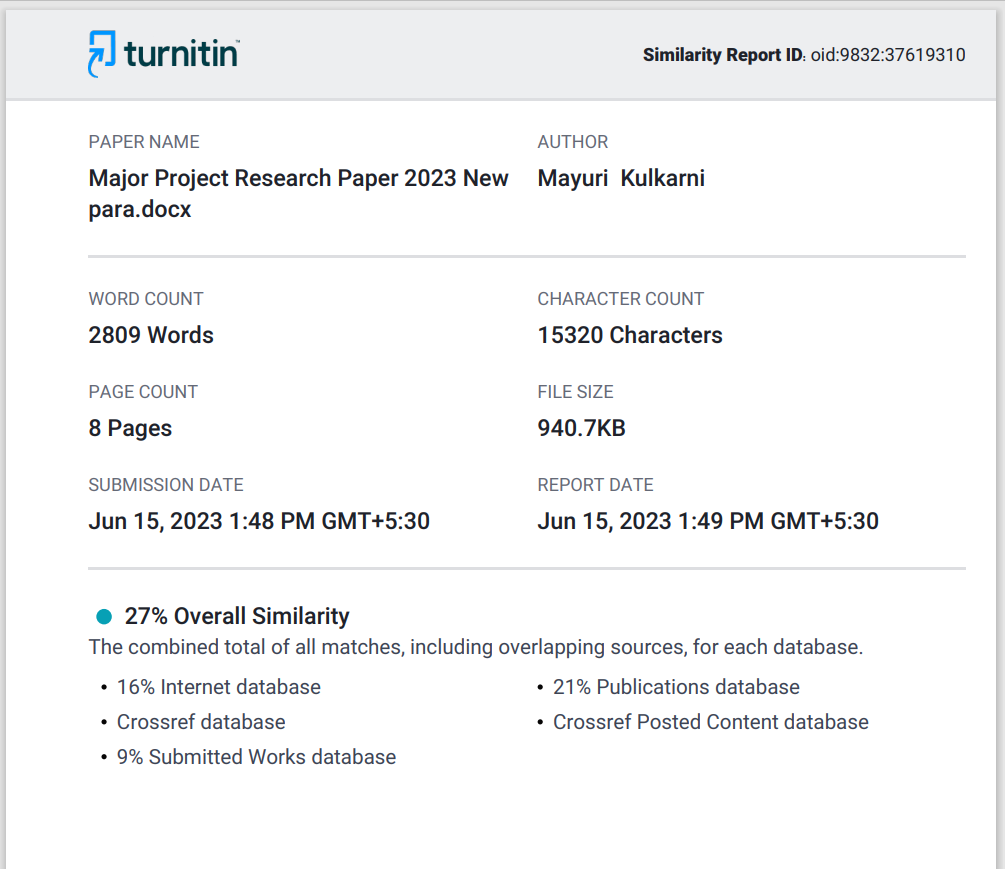 turnitin™
Similarity Report ID: oid:9832:37619310
PAPER NAME
Major Project Research Paper 2023 New
para.docx
AUTHOR
Mayuri  Kulkarni
WORD COUNT
2809 Words
CHARACTER COUNT
15320 Characters
PAGE COUNT
8 Pages
FILE SIZE
940.7KB
SUBMISSION DATE
Jun 15, 2023 1:48 PM GMT+5:30
REPORT DATE
Jun 15, 2023 1:49 PM GMT+5:30
27% Overall Similarity
The combined total of all matches, including overlapping sources, for each database.
• 16% Internet database
• 21% Publications database
• Crossref database
• Crossref Posted Content database
• 9% Submitted Works database